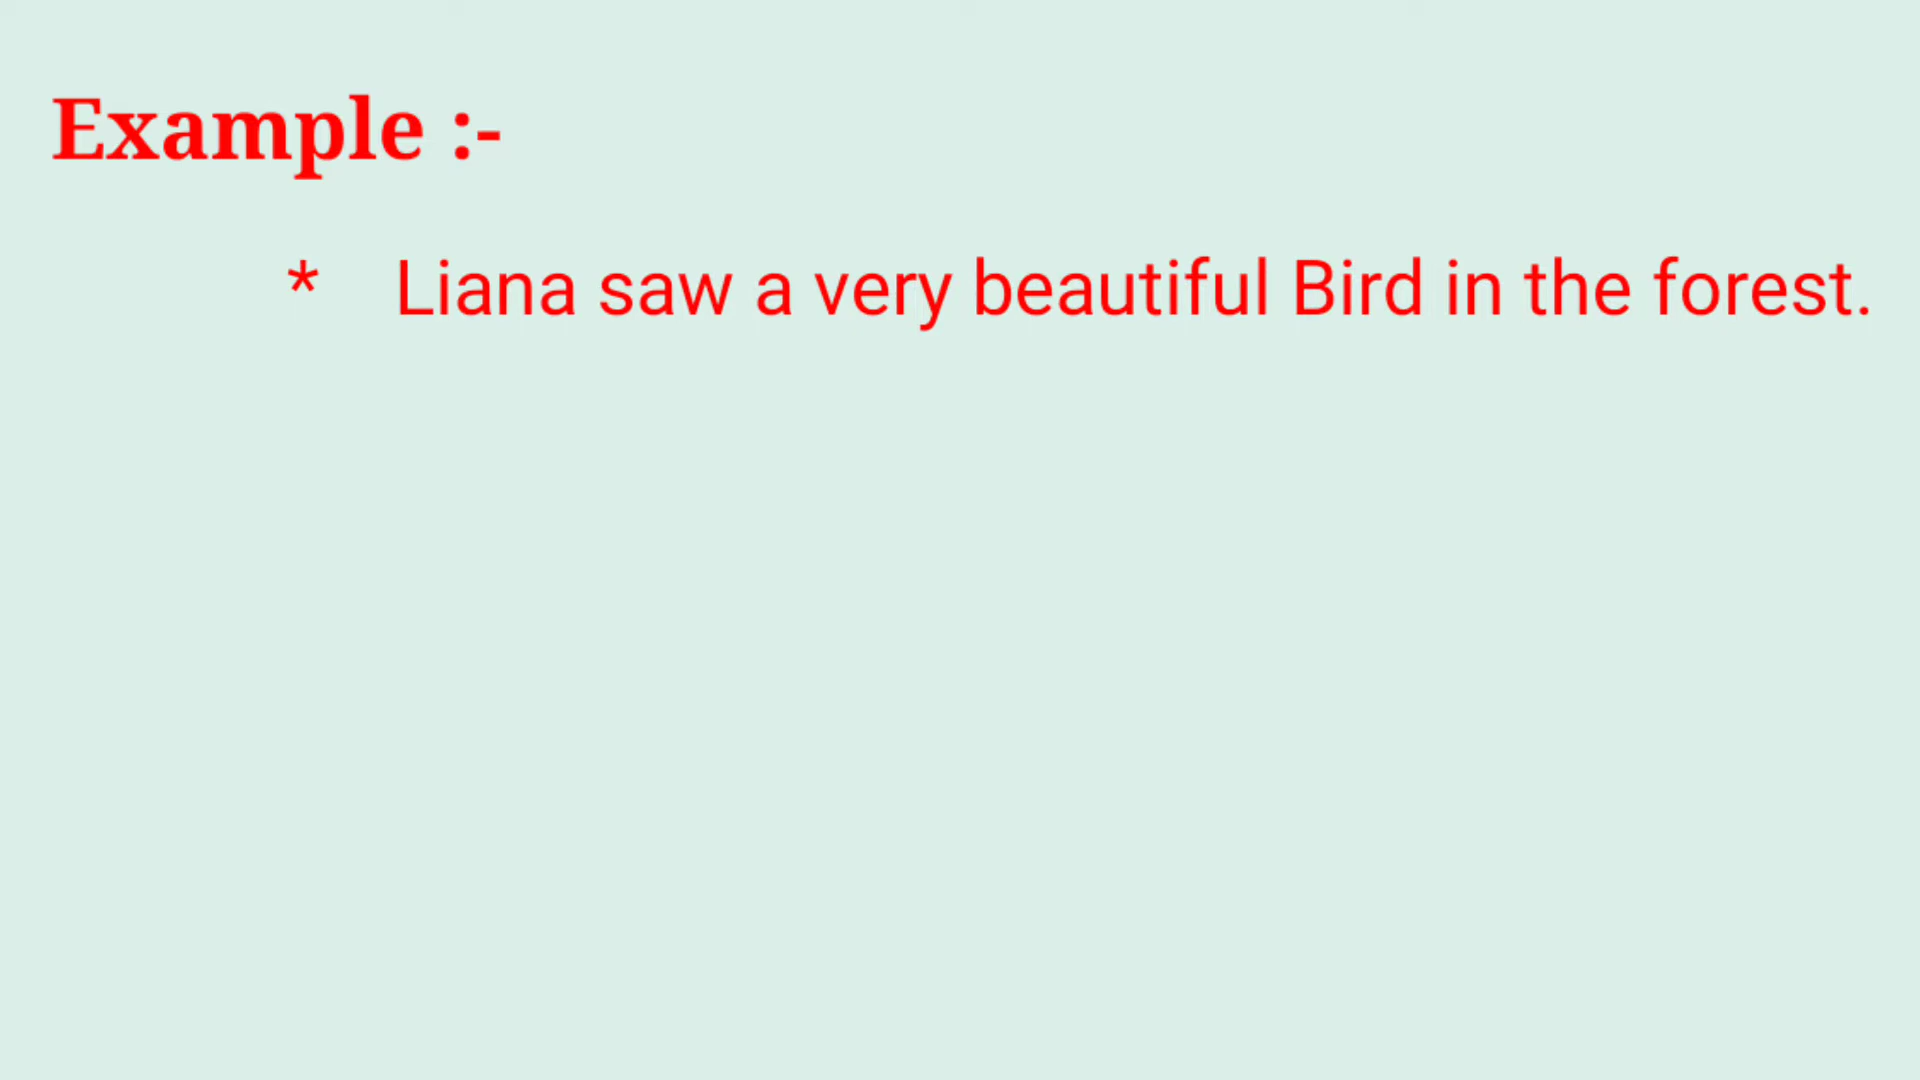 Example :-
* Liana saw a very beautiful Bird in the forest.